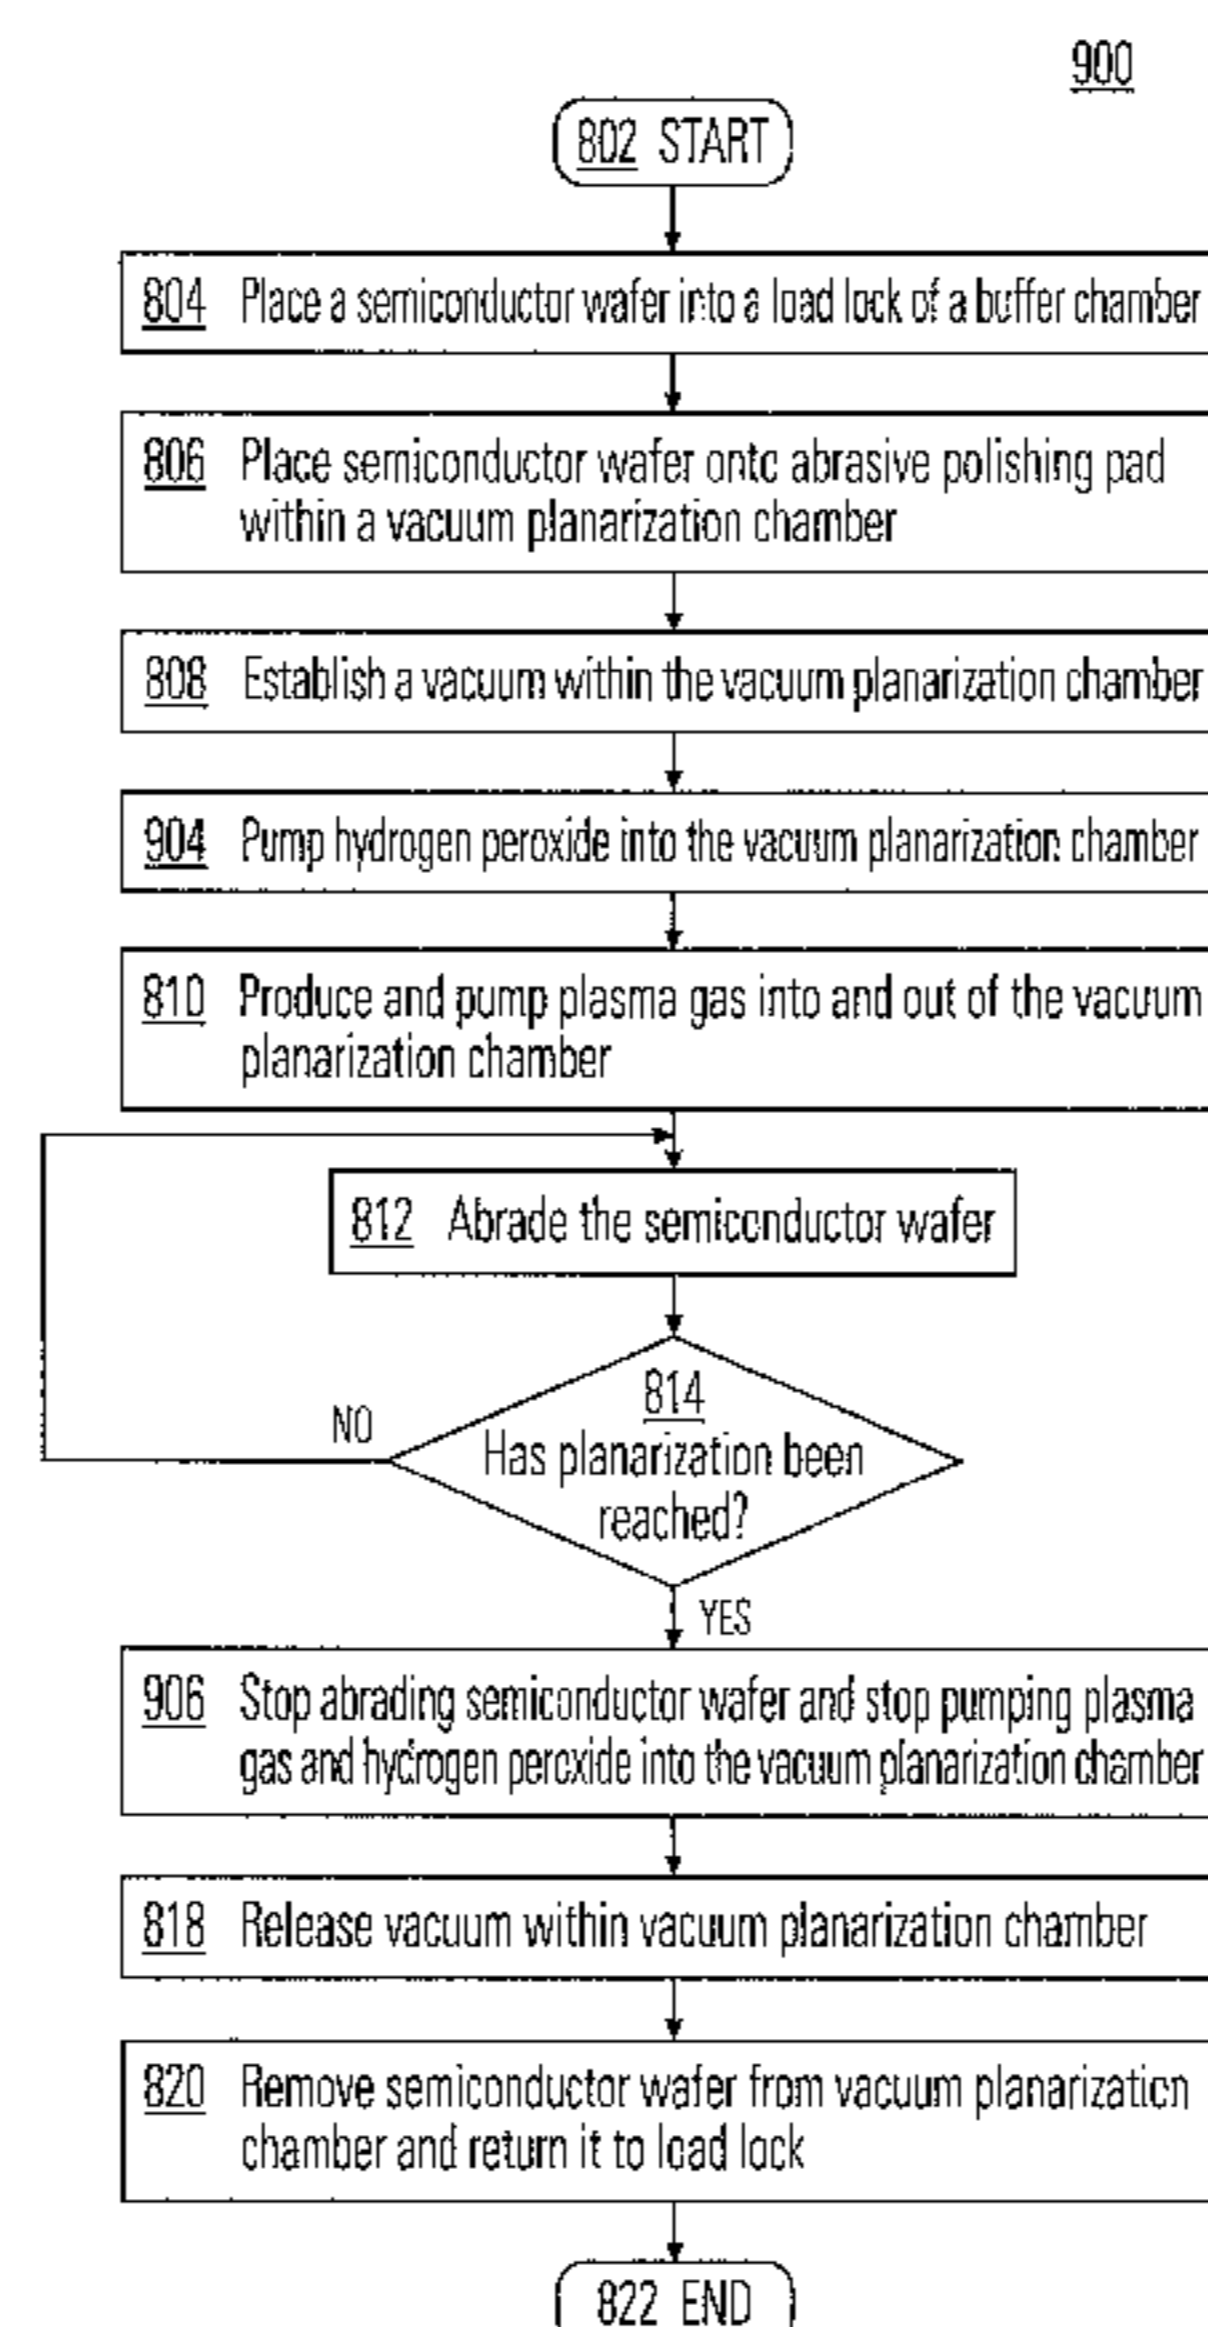 900
802 START
804 Place a semiconductor wafer into a load lock of a buffer chamber
806 Place semiconductor wafer onto abrasive polishing pad
within a vacuum planarization chamber
808 Establish a vacuum within the vacuum planarization chamber
904 Pump hydrogen peroxide into the vacuum planarization chamber
810 Produce and pump plasma gas into and out of the vacuum
planarization chamber
812 Abrade the semiconductor wafer
814
Has planarization been
reached?
NO
YES
906 Stop abrading semiconductor wafer and stop pumping plasma
gas and hydrogen peroxide into the vacuum planarization chamber
818 Release vacuum within vacuum planarization chamber
820 Remove semiconductor wafer from vacuum planarization
chamber and return it to load lock
822 END